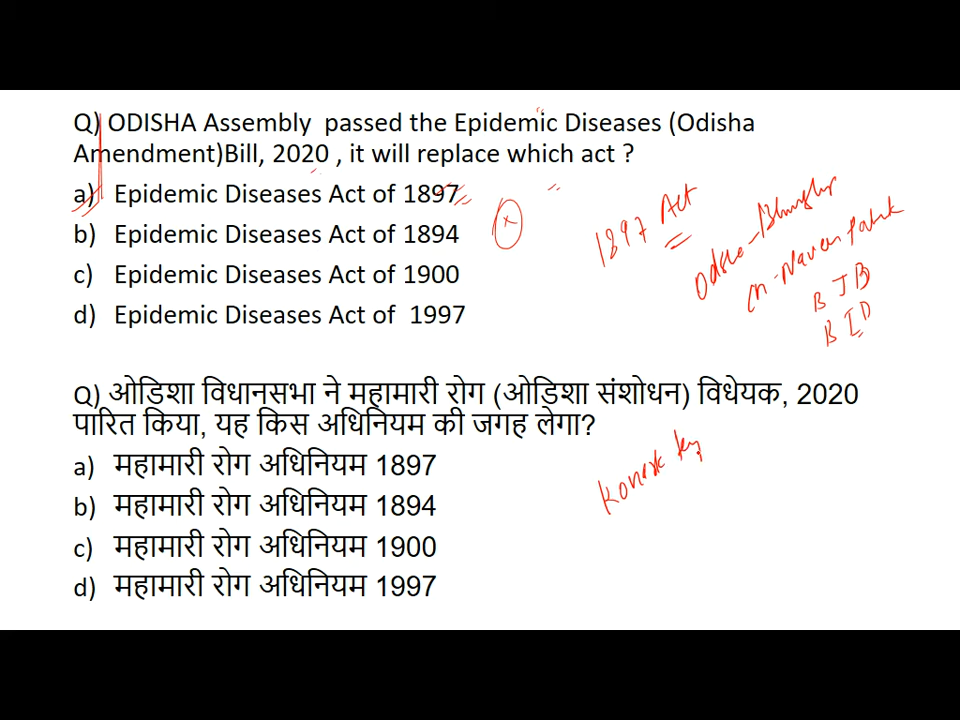 Q) ODISHA Assembly passed the Epidemic Diseases (Odisha
Amendment)Bill, 2020 , it will replace which act ?
a) Epidemic Diseases Act of 1897
b) Epidemic Diseases Act of 1894
c) Epidemic Diseases Act of 1900
d) Epidemic Diseases Act of 1997
1897 Act
Odisha -
CM - Naveen
BJB
BJD
Q) ओडिशा विधानसभा ने महामारी रोग (ओडिशा संशोधन) विधेयक, 2020
पारित किया, यह किस अधिनियम की जगह लेगा?
a) महामारी रोग अधिनियम 1897
b) महामारी रोग अधिनियम 1894
c) महामारी रोग अधिनियम 1900
d) महामारी रोग अधिनियम 1997
Konark